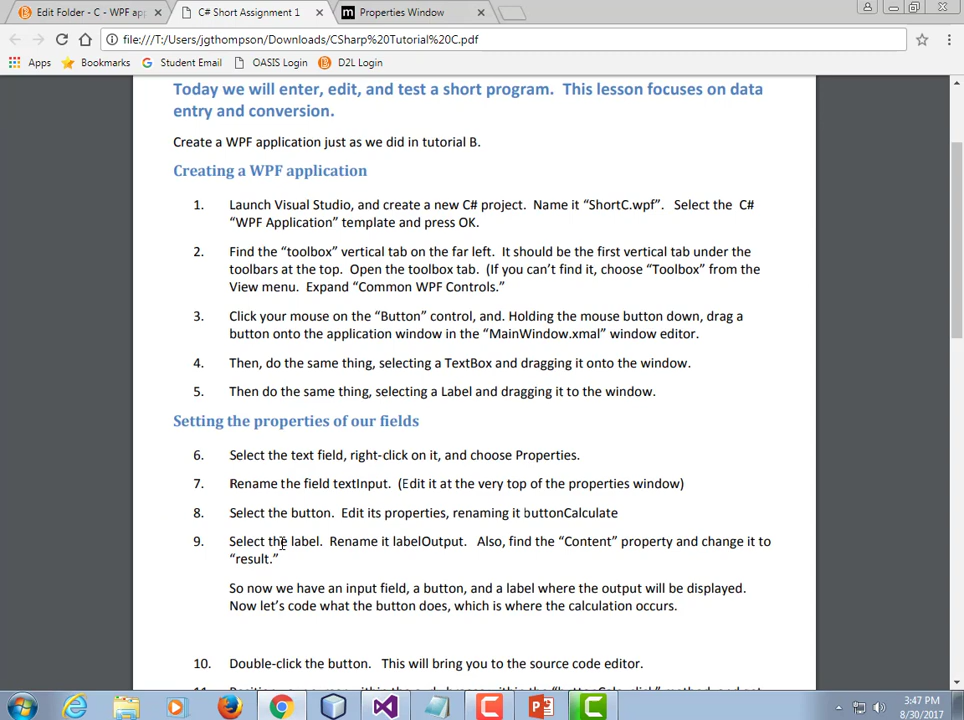 Edit Folder - C - WPF ap
C# Short Assignment 1
Properties Window
file:///T:/Users/jgthompson/Downloads/CSharp%20Tutorial%20C.pdf
Apps
Bookmarks
Student Email
OASIS Login
D2L Login
Today we will enter, edit, and test a short program. This lesson focuses on data
entry and conversion.
Create a WPF application just as we did in tutorial B.
Creating a WPF application
1. Launch Visual Studio, and create a new C# project. Name it “ShortC.wpf”. Select the C#
“WPF Application” template and press OK.
2. Find the “toolbox” vertical tab on the far left. It should be the first vertical tab under the
toolbars at the top. Open the toolbox tab. (If you can’t find it, choose “Toolbox” from the
View menu. Expand “Common WPF Controls.”
3. Click your mouse on the “Button” control, and. Holding the mouse button down, drag a
button onto the application window in the “MainWindow.xmal” window editor.
4. Then, do the same thing, selecting a TextBox and dragging it onto the window.
5. Then do the same thing, selecting a Label and dragging it to the window.
Setting the properties of our fields
6. Select the text field, right-click on it, and choose Properties.
7. Rename the field textInput. (Edit it at the very top of the properties window)
8. Select the button. Edit its properties, renaming it buttonCalculate
9. Select the label. Rename it labelOutput. Also, find the “Content” property and change it to
“result.”
So now we have an input field, a button, and a label where the output will be displayed.
Now let’s code what the button does, which is where the calculation occurs.
10. Double-click the button. This will bring you to the source code editor.
3:47 PM
8/30/2017